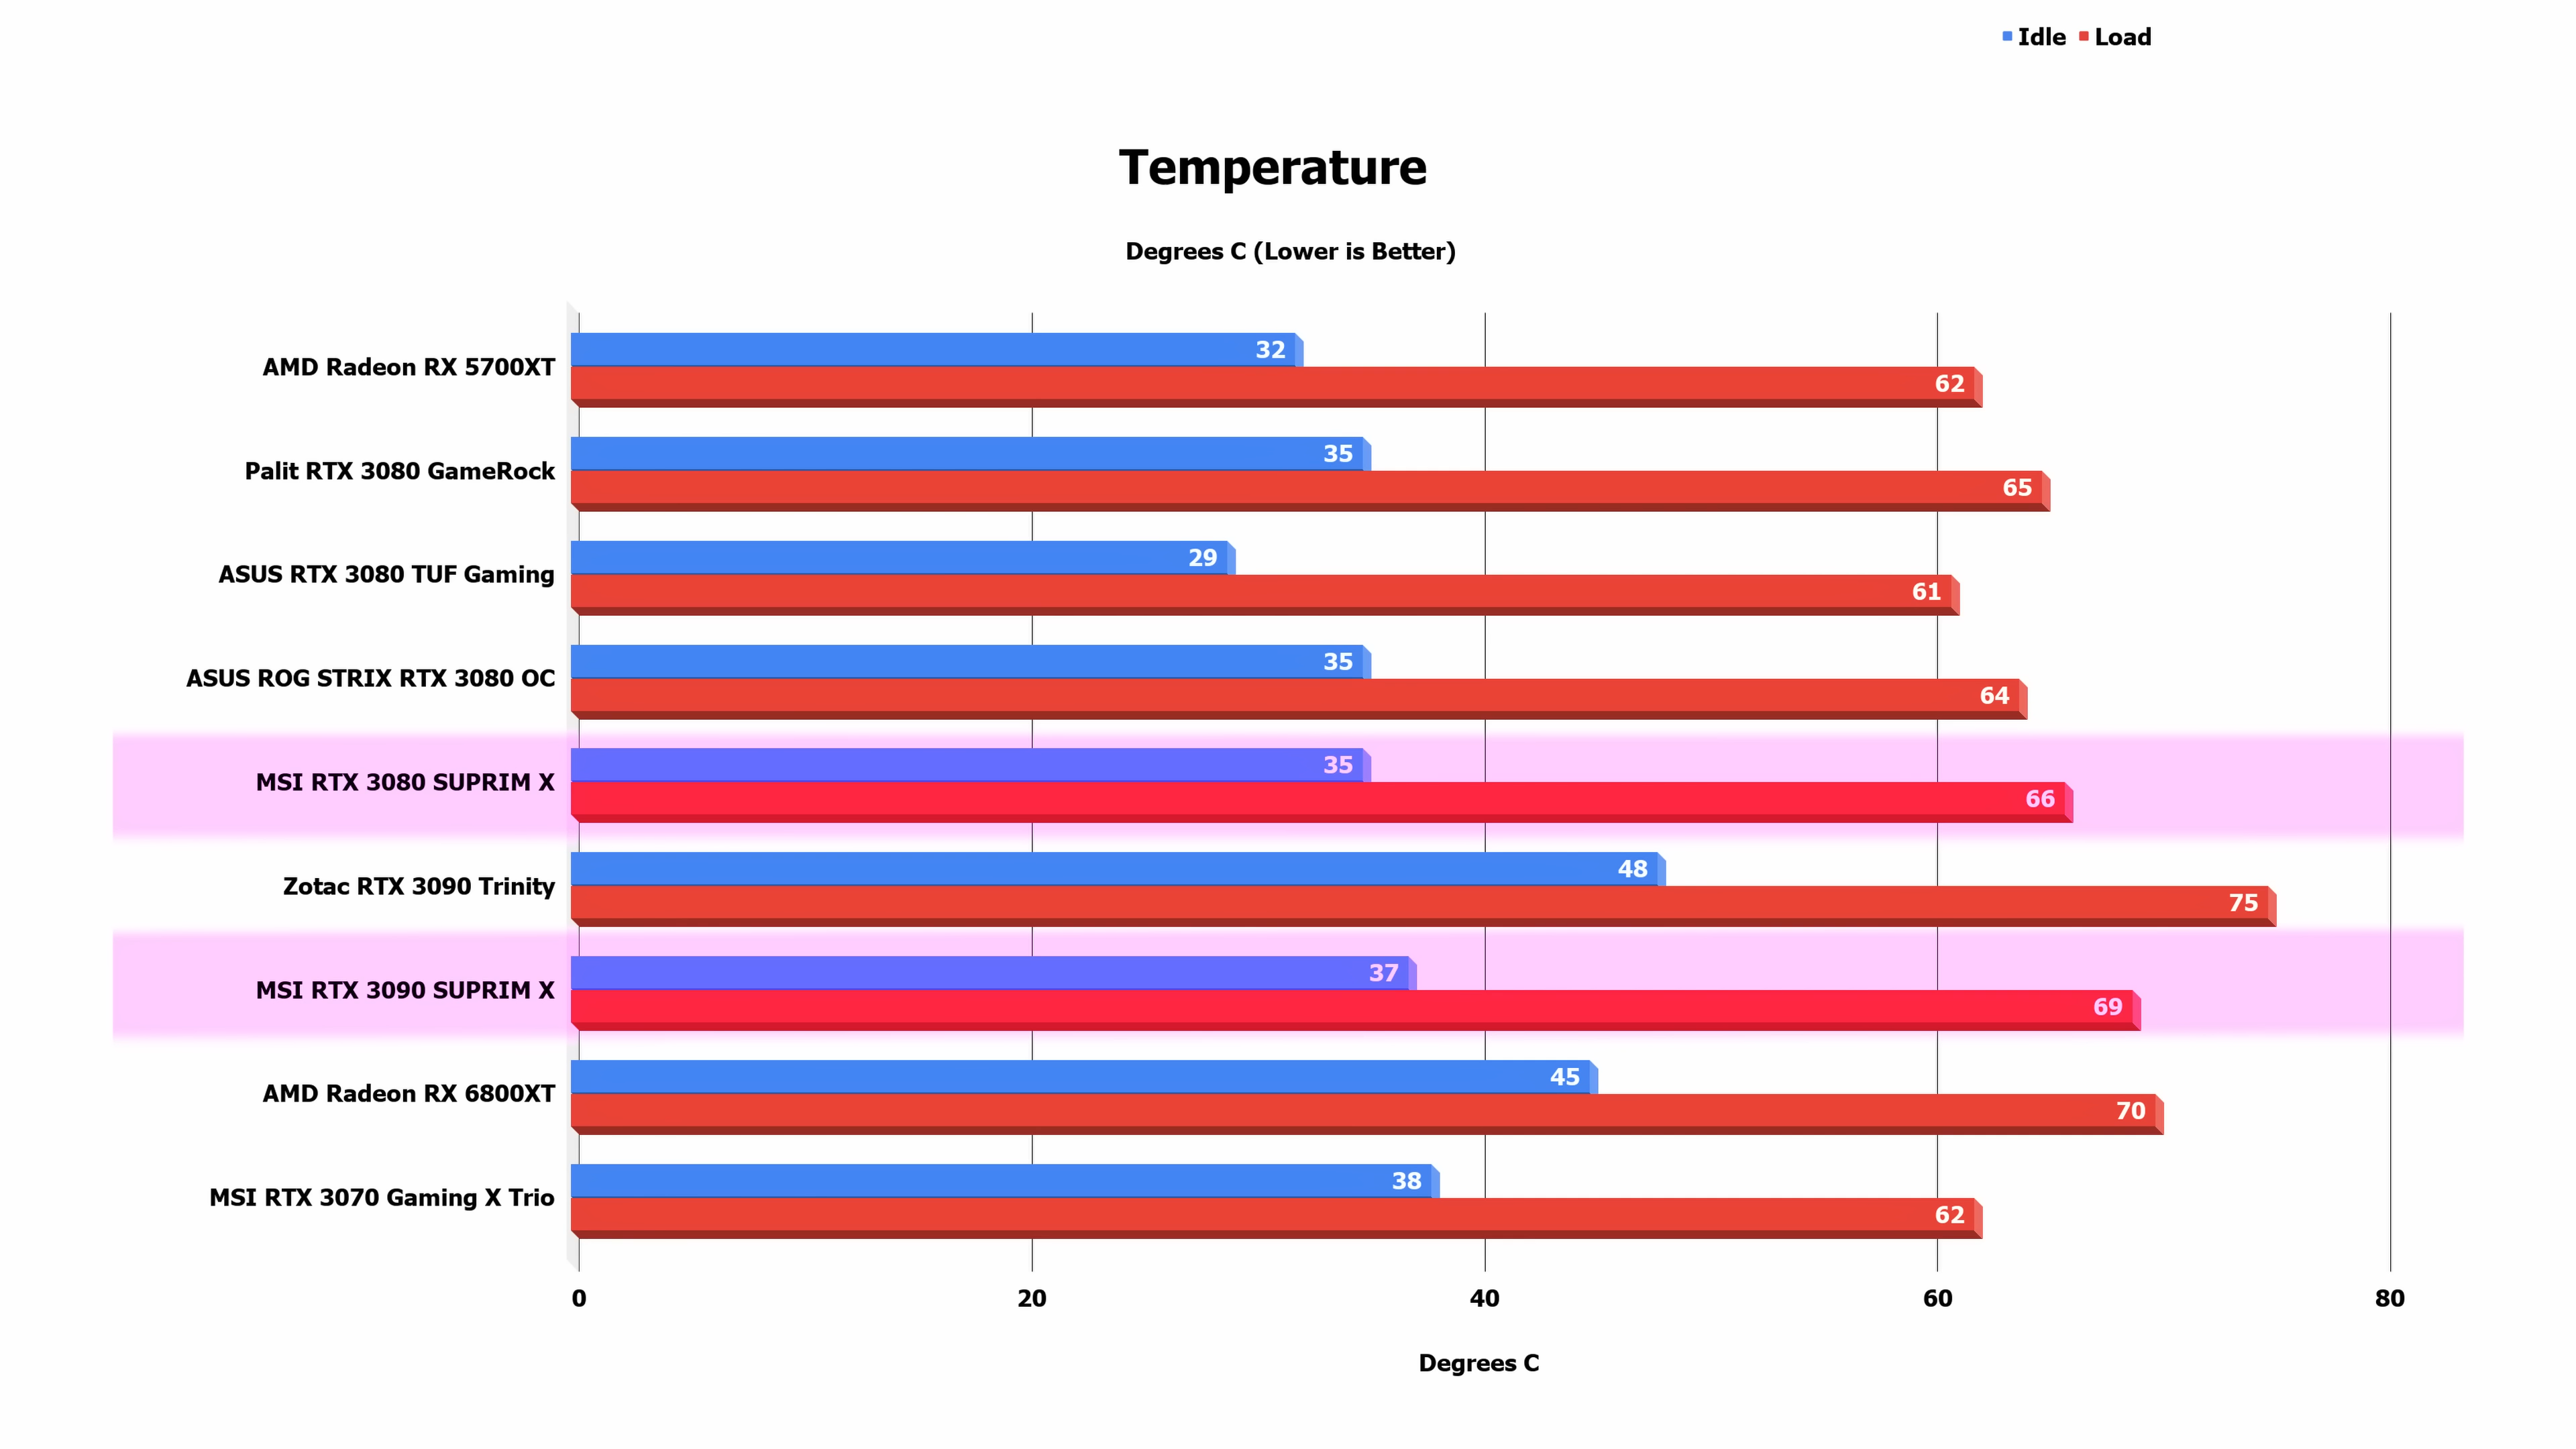 Idle Load
Temperature
Degrees C (Lower is Better)
AMD Radeon RX 5700XT 32
62
Palit RTX 3080 GameRock 35
65
ASUS RTX 3080 TUF Gaming 29
61
ASUS ROG STRIX RTX 3080 OC 35
64
MSI RTX 3080 SUPRIM X 35
66
Zotac RTX 3090 Trinity 48
75
MSI RTX 3090 SUPRIM X 37
69
AMD Radeon RX 6800XT 45
70
MSI RTX 3070 Gaming X Trio 38
62
0 20 40 60 80
Degrees C